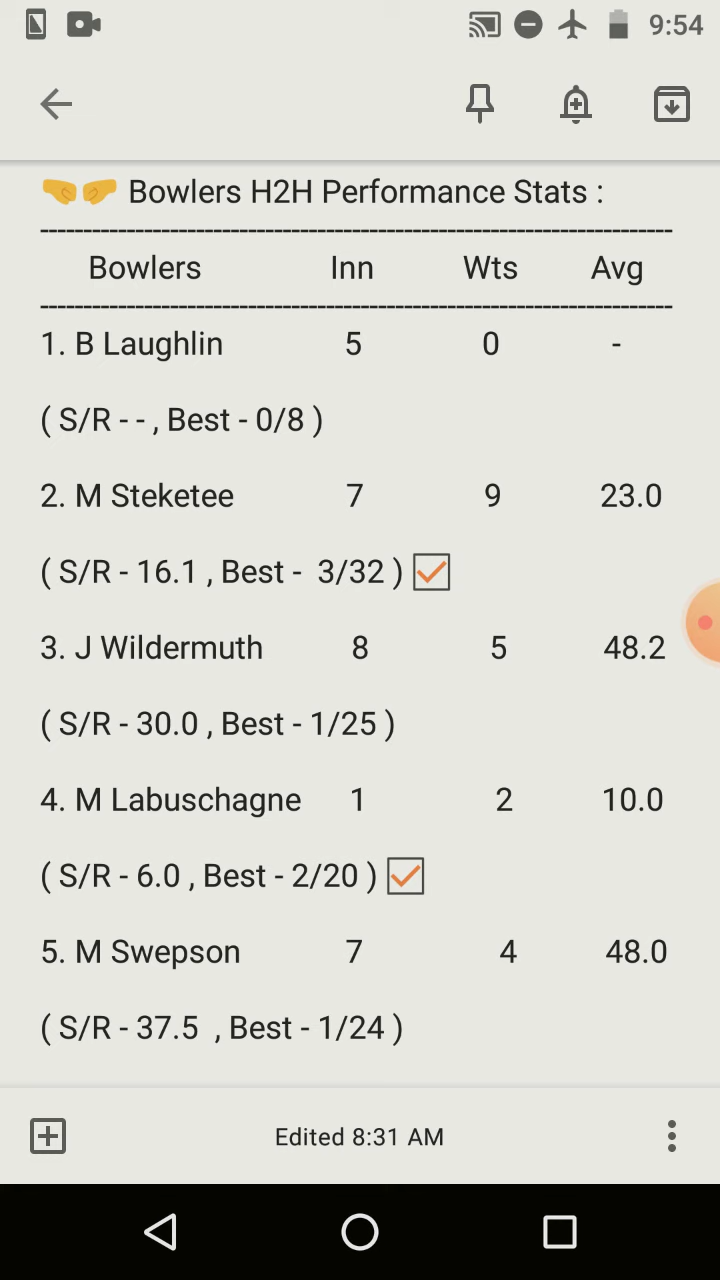 9:54
🤜🤛 Bowlers H2H Performance Stats :
------------------------------------------------------------------------
Bowlers Inn Wts Avg
------------------------------------------------------------------------
1. B Laughlin 5 0 -
( S/R - - , Best - 0/8 )
2. M Steketee 7 9 23.0
( S/R - 16.1 , Best - 3/32 ) ☑
3. J Wildermuth 8 5 48.2
( S/R - 30.0 , Best - 1/25 )
4. M Labuschagne 1 2 10.0
( S/R - 6.0 , Best - 2/20 ) ☑
5. M Swepson 7 4 48.0
( S/R - 37.5 , Best - 1/24 )
Edited 8:31 AM